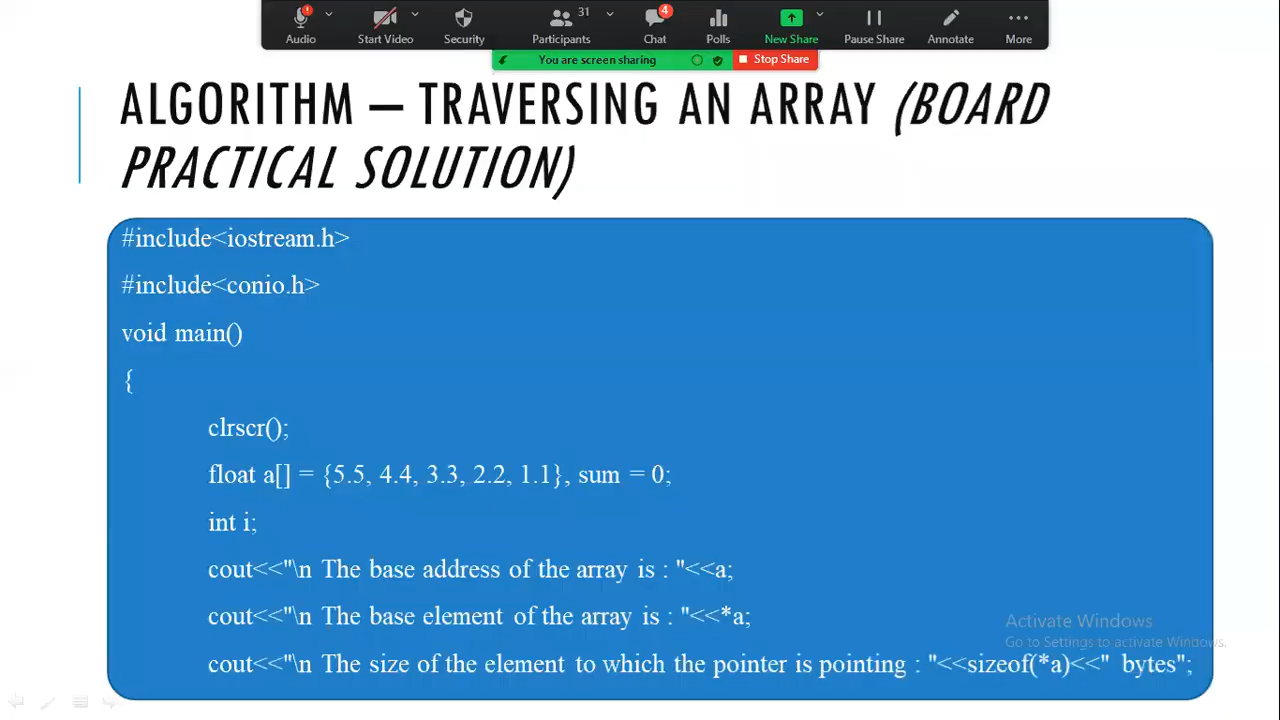 31
4
Audio
Start Video
Security
Participants
Chat
Polls
New Share
Pause Share
Annotate
More
You are screen sharing
Stop Share
ALGORITHM – TRAVERSING AN ARRAY (BOARD
PRACTICAL SOLUTION)
#include<iostream.h>
#include<conio.h>
void main()
{
clrscr();
float a[] = {5.5, 4.4, 3.3, 2.2, 1.1}, sum = 0;
int i;
cout<<"\n The base address of the array is : "<<a;
cout<<"\n The base element of the array is : "<<*a;
Activate Windows
Go to Settings to activate Windows.
cout<<"\n The size of the element to which the pointer is pointing : "<<sizeof(*a)<<" bytes";